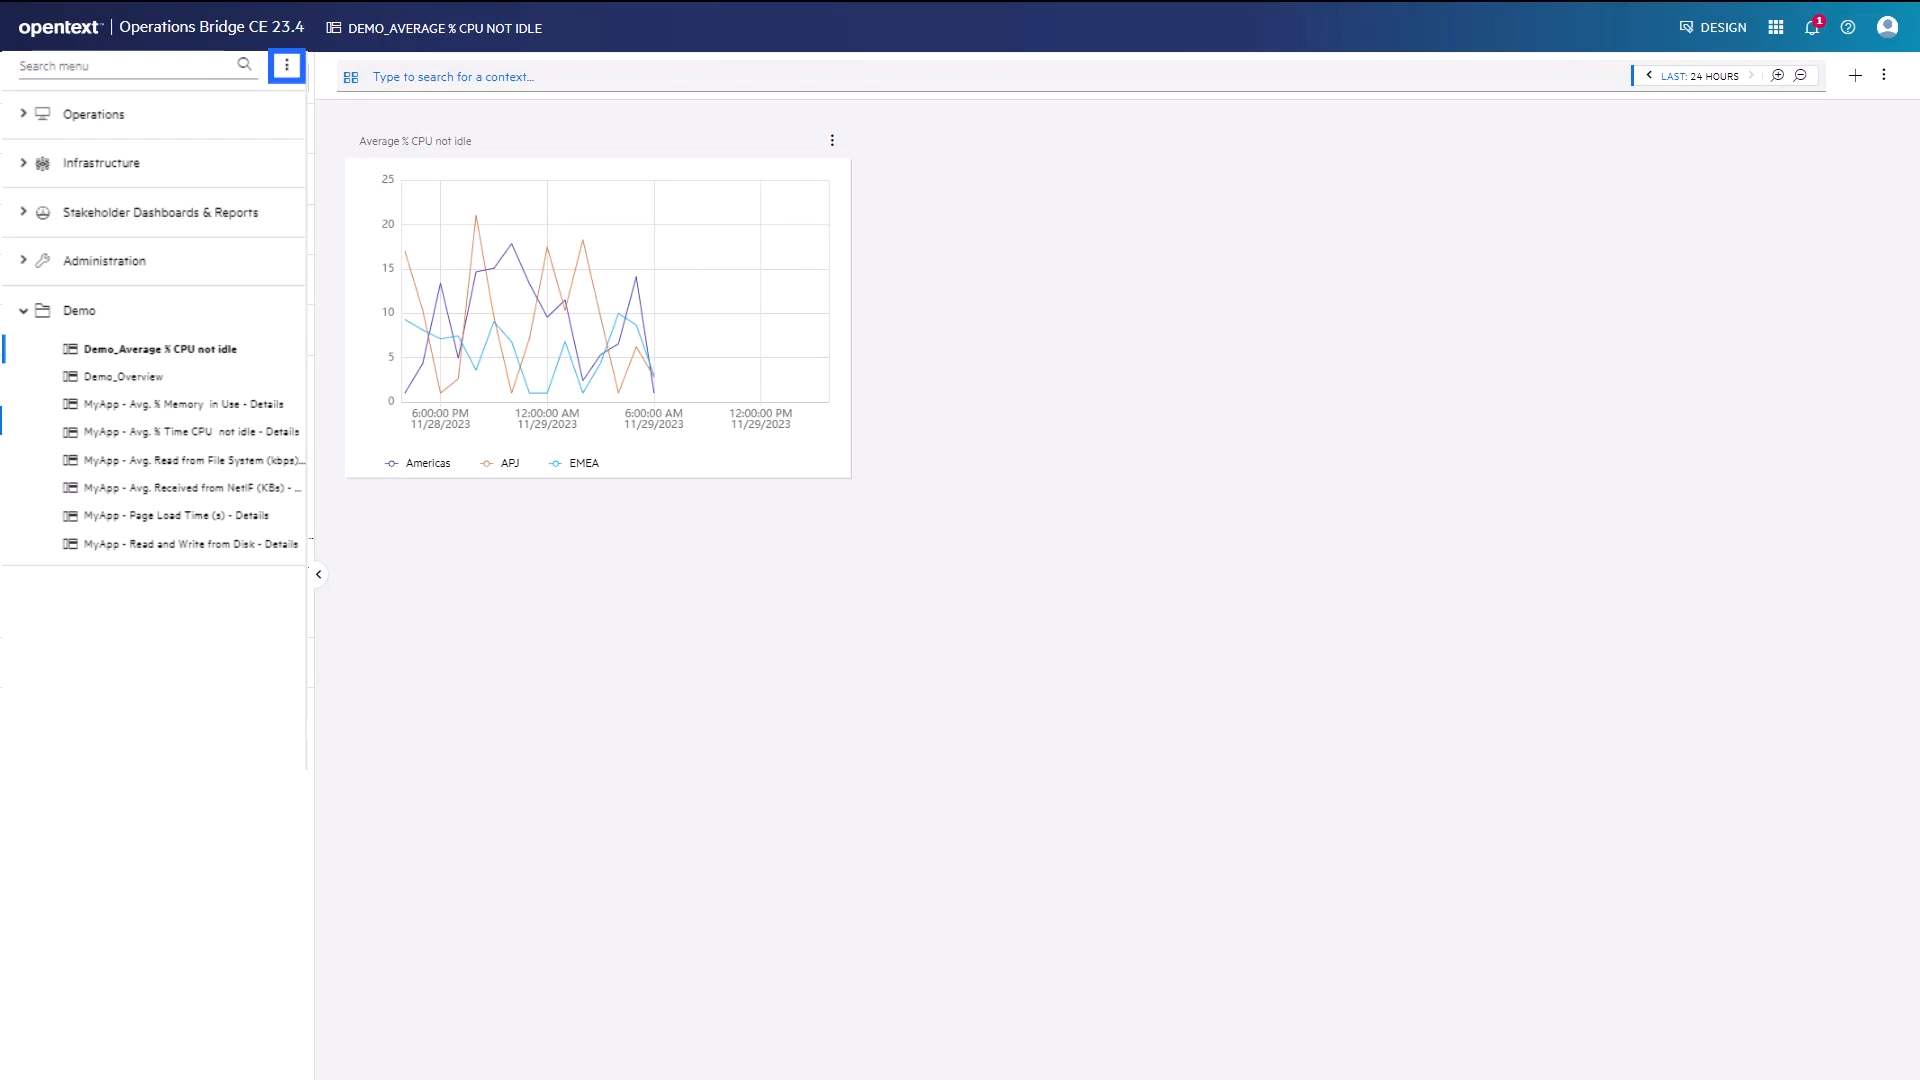 opentext™ | Operations Bridge CE 23.4
DEMO_AVERAGE % CPU NOT IDLE
DESIGN
1
Search menu
Type to search for a context...
LAST: 24 HOURS
Operations
Infrastructure
Stakeholder Dashboards & Reports
Administration
Demo
Demo_Average % CPU not idle
Demo_Overview
MyApp - Avg. % Memory in Use - Details
MyApp - Avg. % Time CPU not idle - Details
MyApp - Avg. Read from File System (kbps)...
MyApp - Avg. Received from NetIF (KBs) - ...
MyApp - Page Load Time (s) - Details
MyApp - Read and Write from Disk - Details
Average % CPU not idle
25
20
15
10
5
0
6:00:00 PM 12:00:00 AM 6:00:00 AM 12:00:00 PM
11/28/2023 11/29/2023 11/29/2023 11/29/2023
Americas APJ EMEA